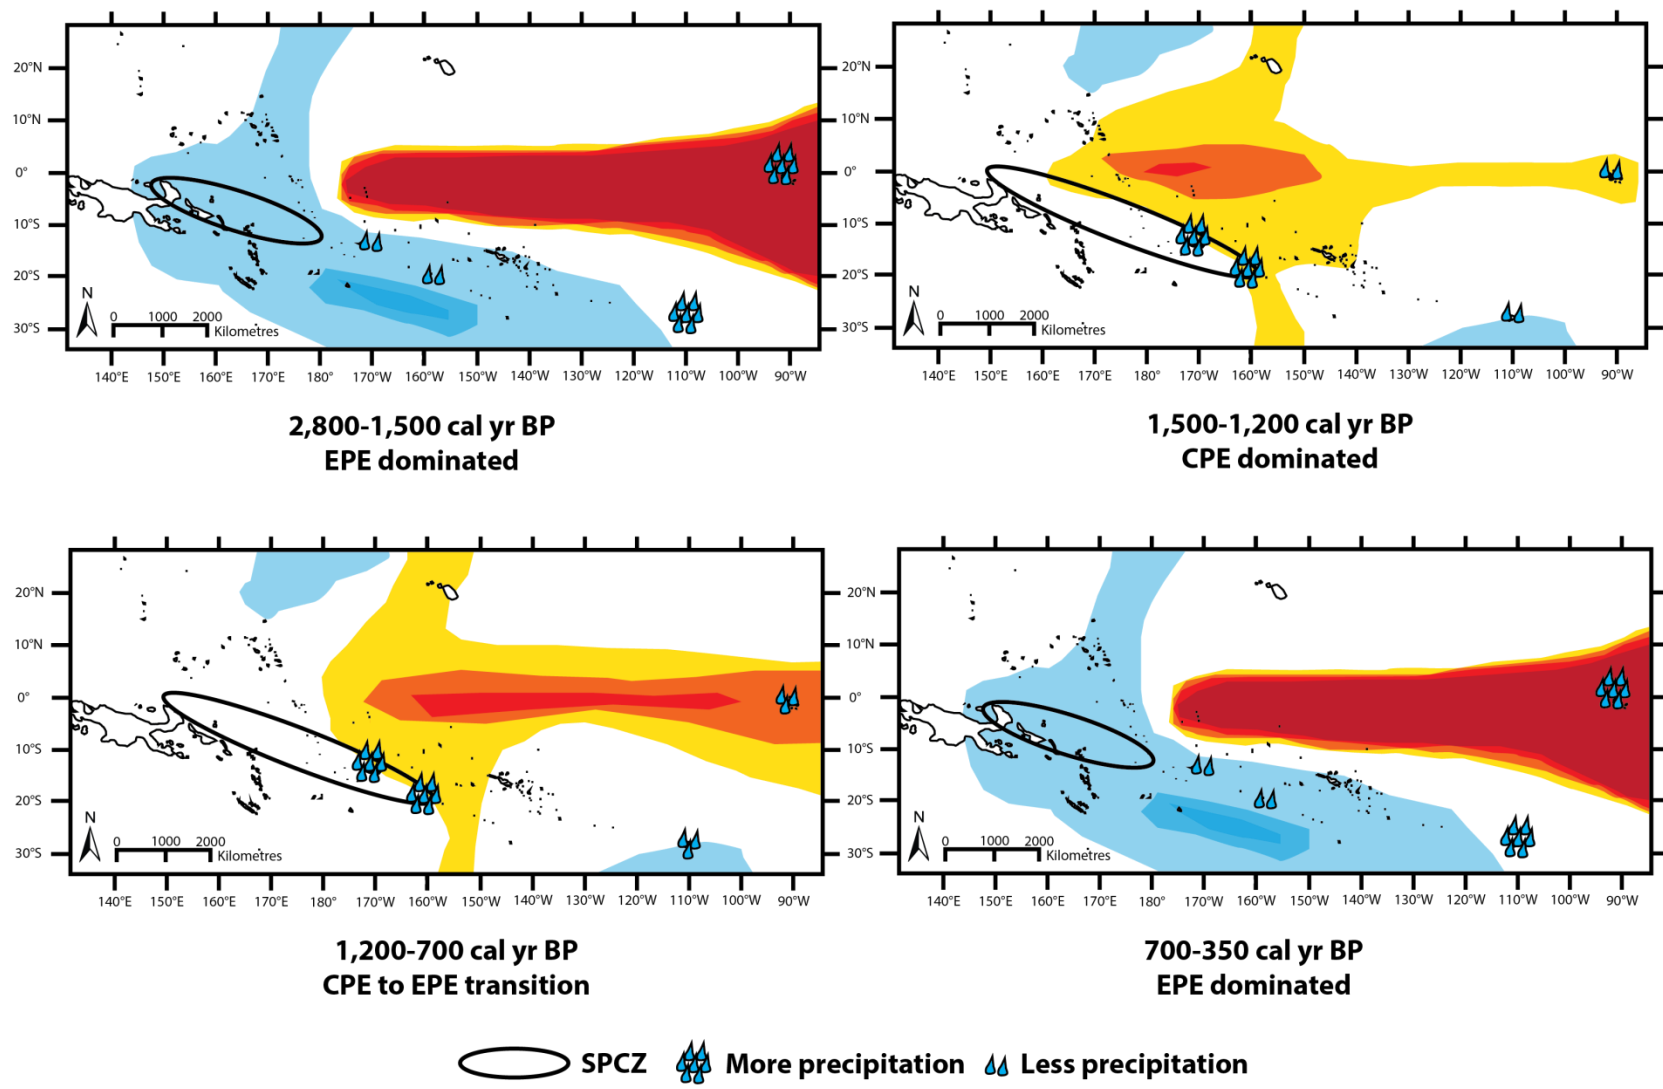 20°N
10°N
0°
10°S
20°S
30°S
N
0 1000 2000
Kilometres
140°E 150°E 160°E 170°E 180° 170°W 160°W 150°W 140°W 130°W 120°W 110°W 100°W 90°W
2,800-1,500 cal yr BP
EPE dominated
20°N
10°N
0°
10°S
20°S
30°S
N
0 1000 2000
Kilometres
140°E 150°E 160°E 170°E 180° 170°W 160°W 150°W 140°W 130°W 120°W 110°W 100°W 90°W
1,500-1,200 cal yr BP
CPE dominated
20°N
10°N
0°
10°S
20°S
30°S
N
0 1000 2000
Kilometres
140°E 150°E 160°E 170°E 180° 170°W 160°W 150°W 140°W 130°W 120°W 110°W 100°W 90°W
1,200-700 cal yr BP
CPE to EPE transition
20°N
10°N
0°
10°S
20°S
30°S
N
0 1000 2000
Kilometres
140°E 150°E 160°E 170°E 180° 170°W 160°W 150°W 140°W 130°W 120°W 110°W 100°W 90°W
700-350 cal yr BP
EPE dominated
SPCZ More precipitation Less precipitation